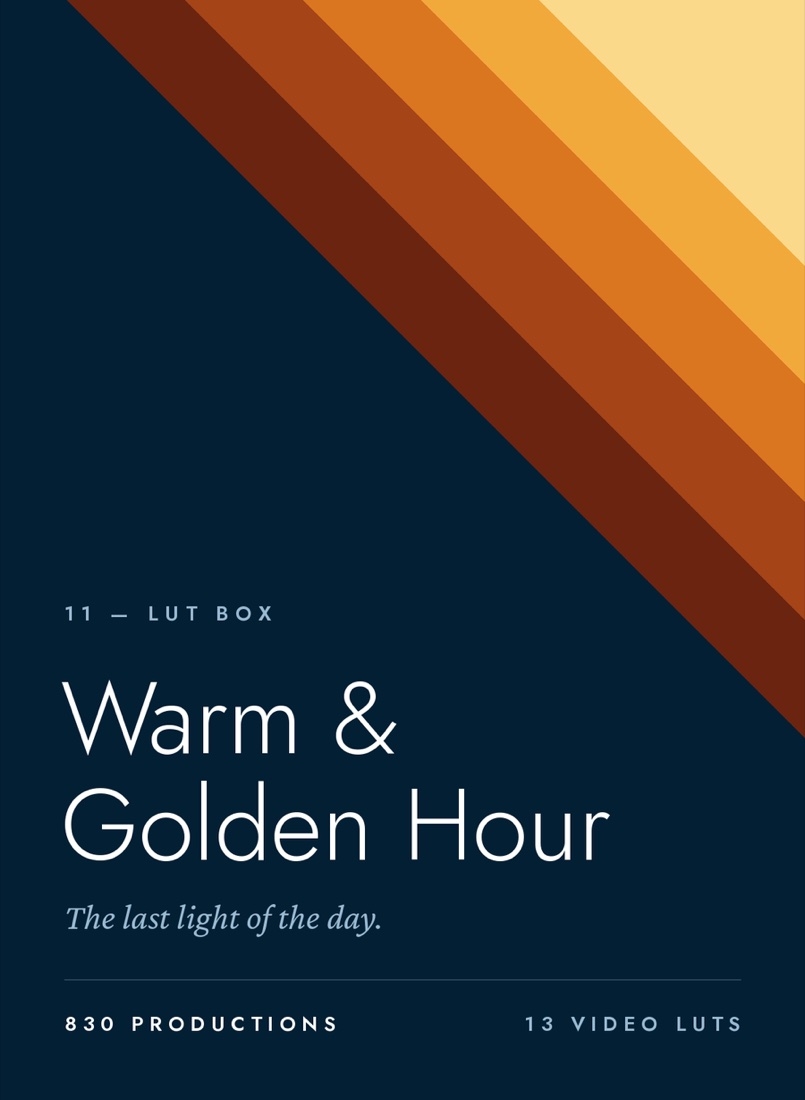 11 — LUT BOX
Warm &
Golden Hour
The last light of the day.
830 PRODUCTIONS
13 VIDEO LUTS